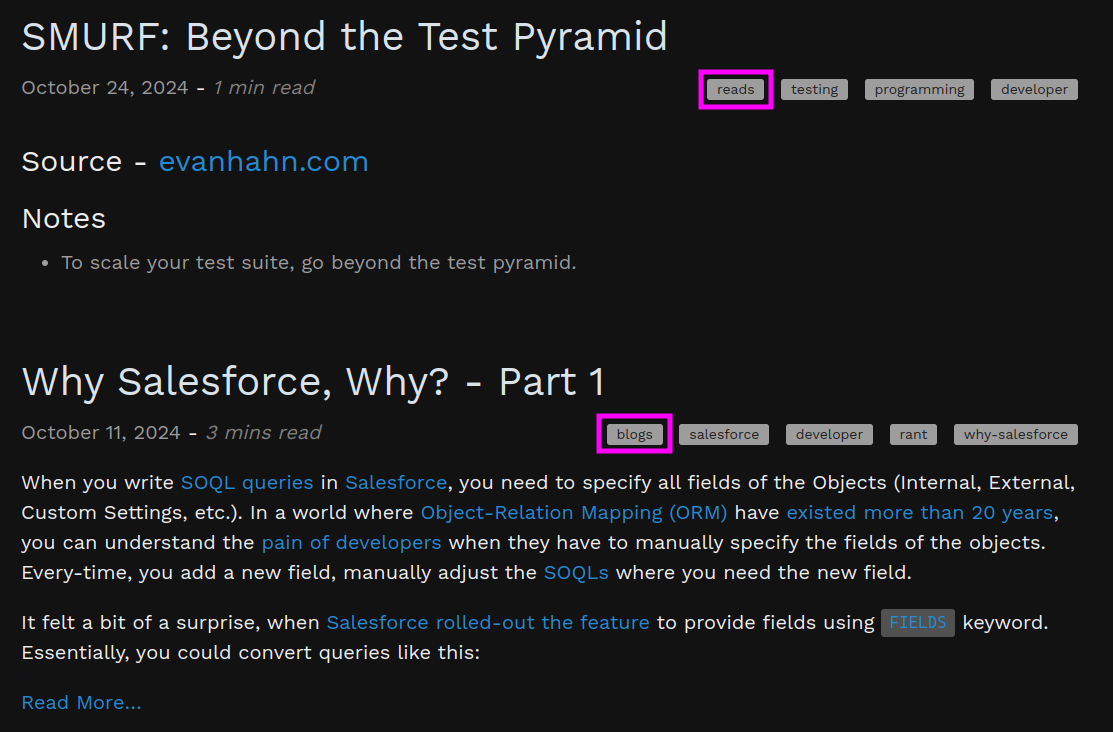 SMURF: Beyond the Test Pyramid
October 24, 2024 - 1 min read reads testing programming developer
Source - evanhahn.com
Notes
• To scale your test suite, go beyond the test pyramid.
Why Salesforce, Why? - Part 1
October 11, 2024 - 3 mins read blogs salesforce developer rant why-salesforce
When you write SOQL queries in Salesforce, you need to specify all fields of the Objects (Internal, External,
Custom Settings, etc.). In a world where Object-Relation Mapping (ORM) have existed more than 20 years,
you can understand the pain of developers when they have to manually specify the fields of the objects.
Every-time, you add a new field, manually adjust the SOQLs where you need the new field.
It felt a bit of a surprise, when Salesforce rolled-out the feature to provide fields using FIELDS keyword.
Essentially, you could convert queries like this:
Read More...